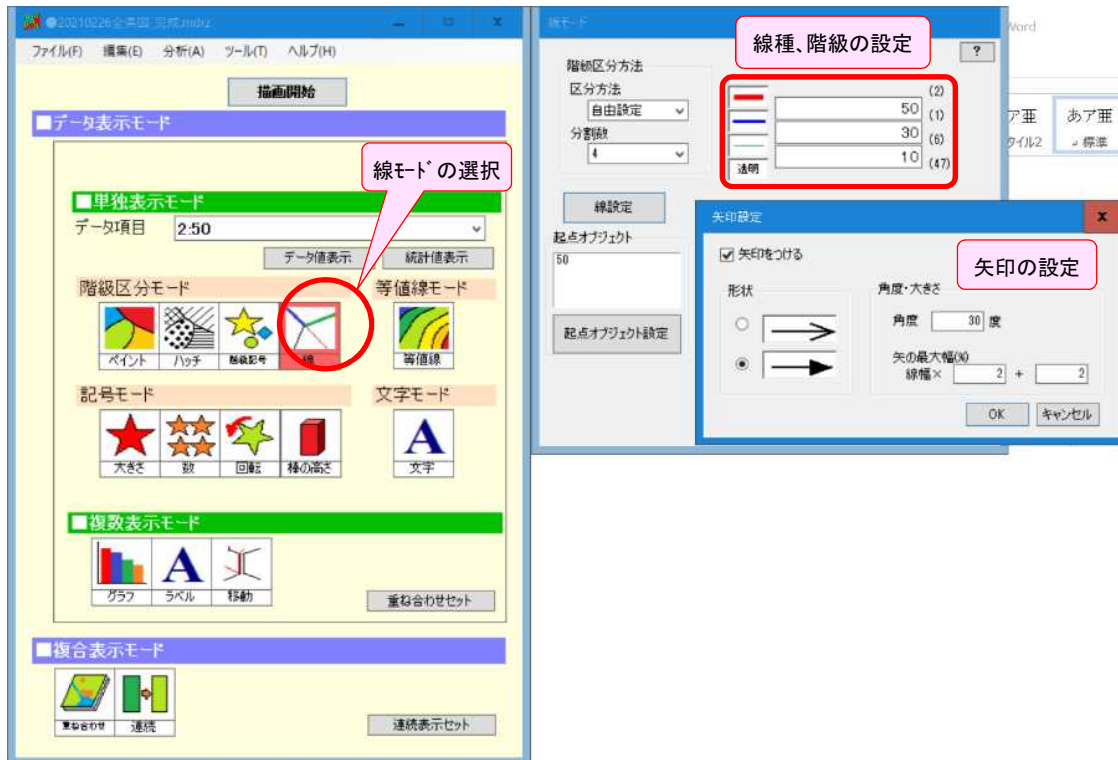 ●20210226企業図_完成.mdrz
ファイル(F) 編集(E) 分析(A) ツール(T) ヘルプ(H)
描画開始
■データ表示モード
線ﾓｰﾄﾞの選択
■単独表示モード
データ項目 2:50
データ値表示 統計値表示
階級区分モード 等値線モード
ペイント ハッチ 階級記号 線 等値線
記号モード 文字モード
大きさ 数 回転 棒の高さ 文字
■複数表示モード
グラフ ラベル 移動
重ね合わせセット
■複合表示モード
重ね合わせ 連続
連続表示セット
線モード
線種、階級の設定
?
階級区分方法
区分方法
自由設定
分割数
4
(2)
50 (1)
30 (6)
10 (47)
透明
線設定
起点オブジェクト
50
起点オブジェクト設定
矢印設定 x
矢印の設定
矢印をつける
形状
角度・大きさ
角度 30 度
矢の最大幅(%)
線幅× 2 + 2
OK キャンセル
Word
ア亜 あア亜
タイル2 標準